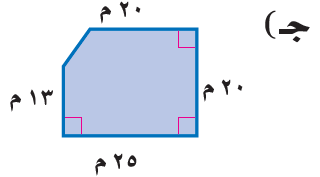 جـ)
٢٠ م
١٣ م
٢٠ م
٢٥ م